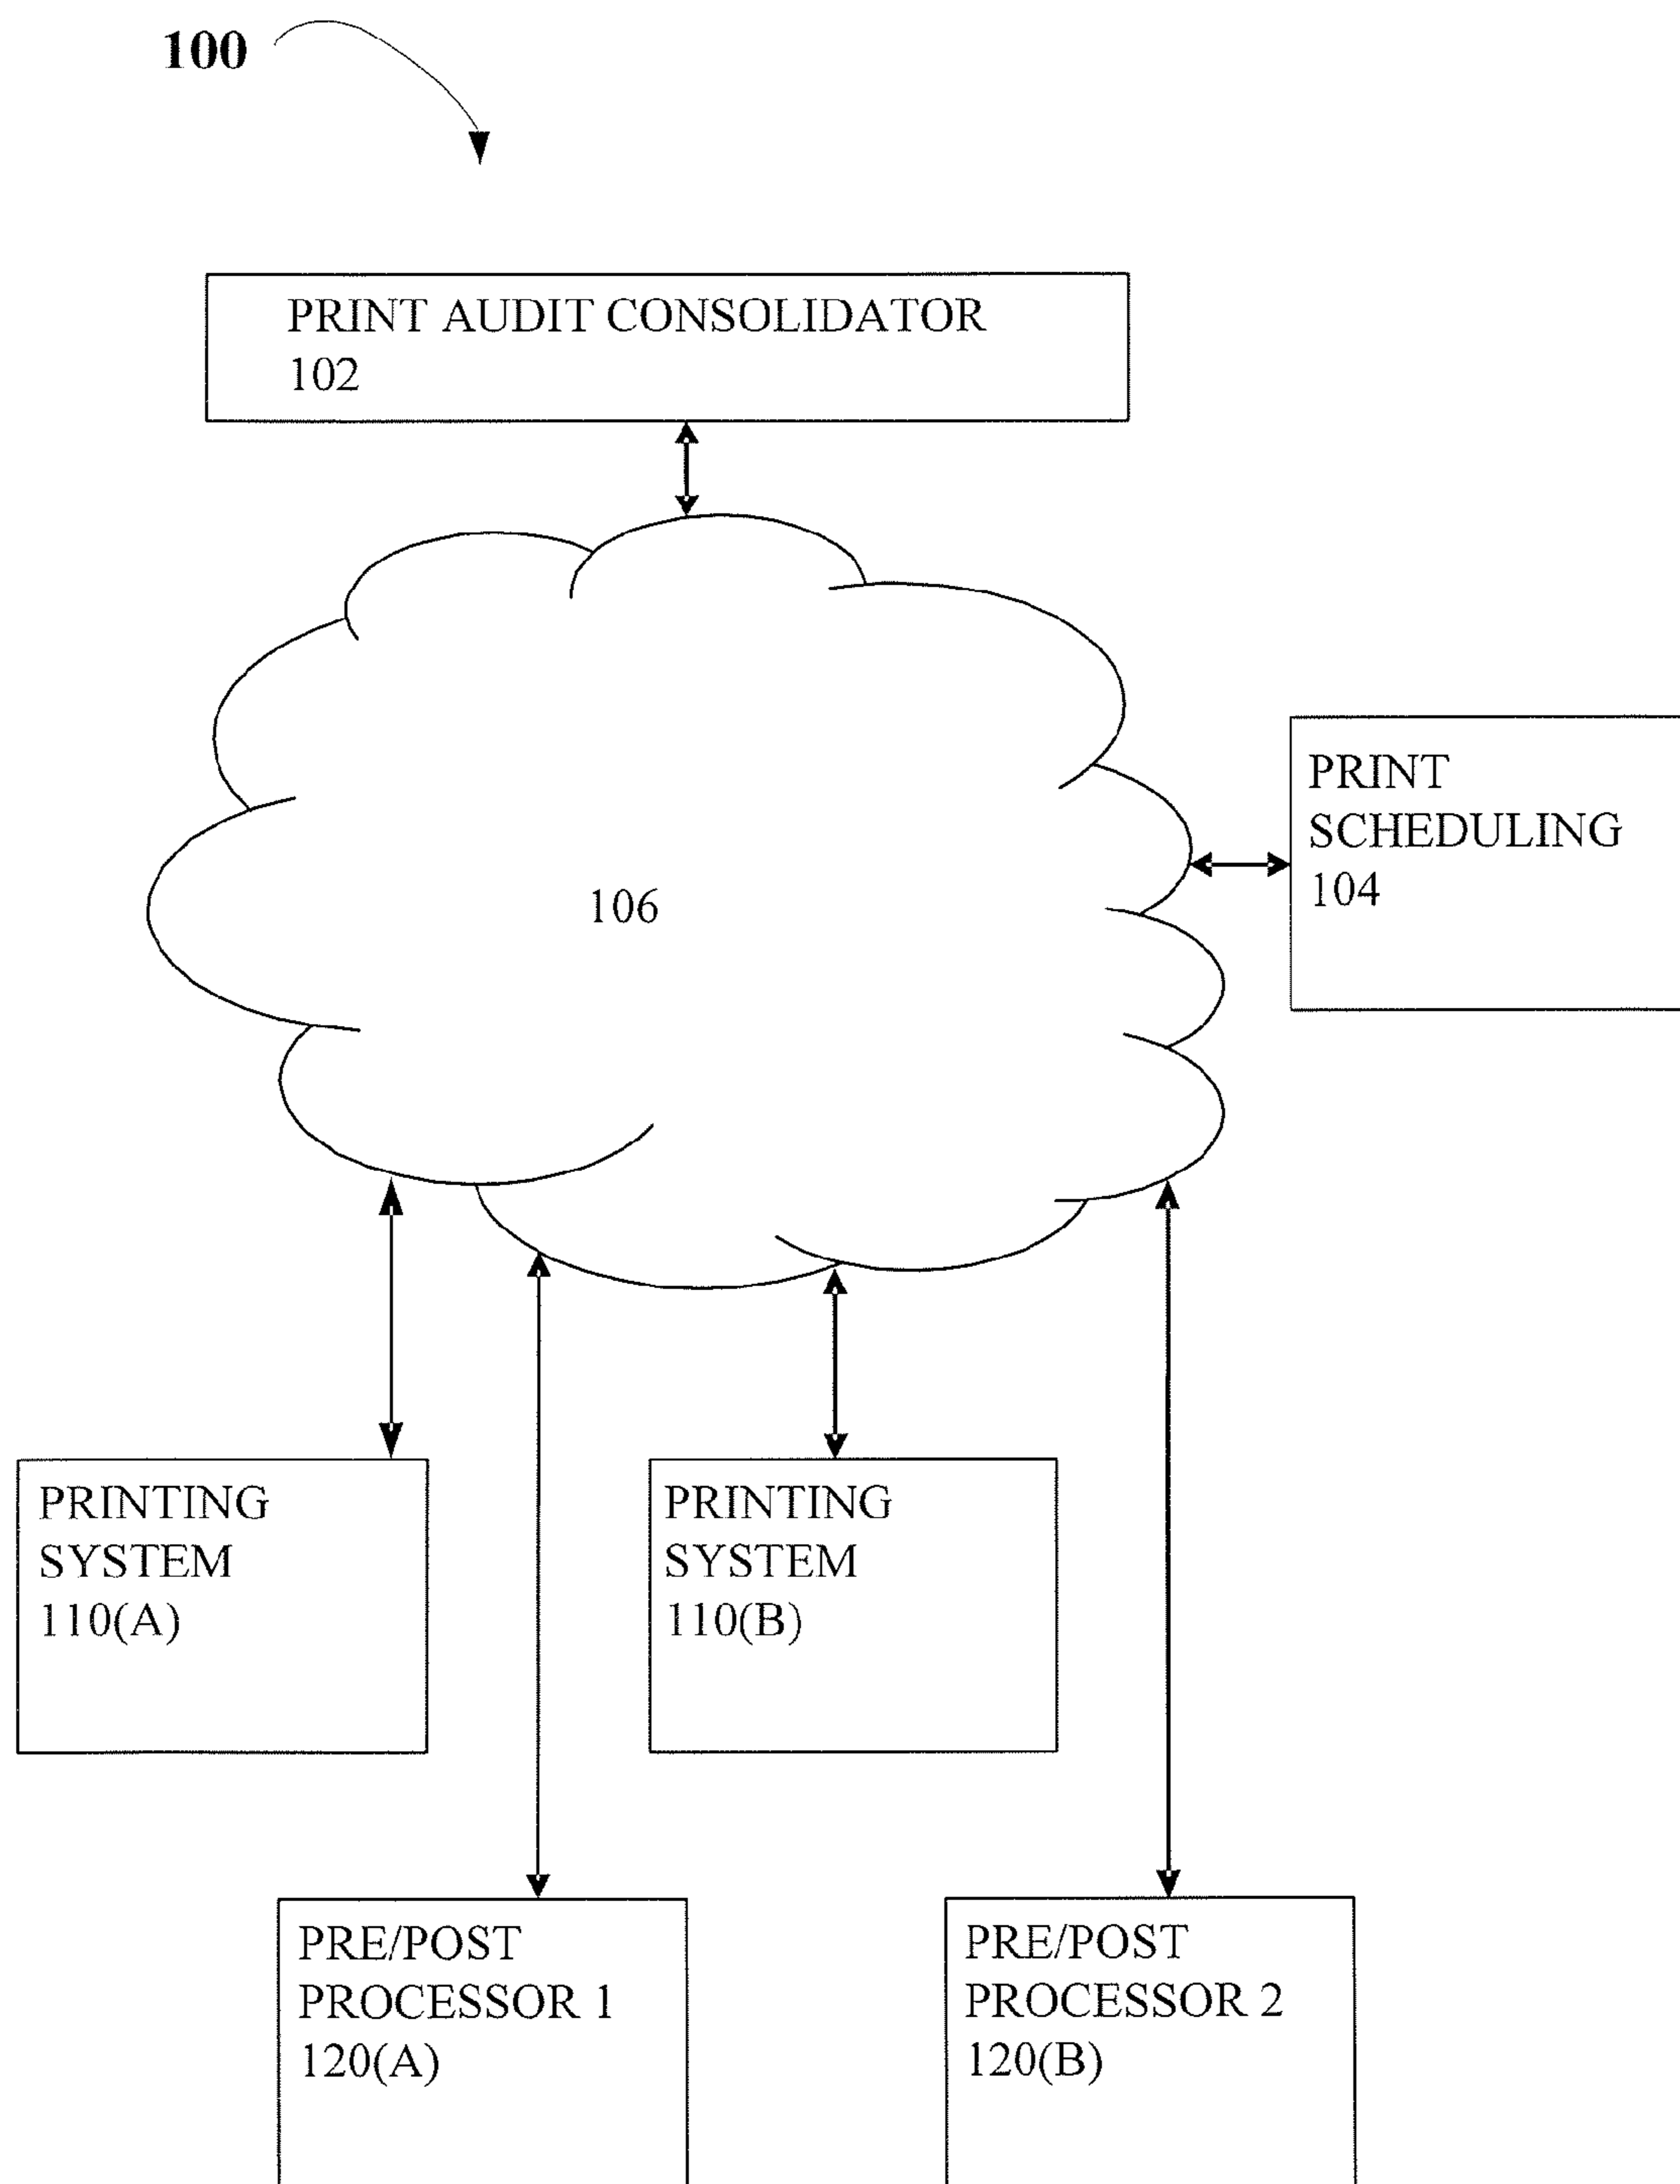 100
PRINT AUDIT CONSOLIDATOR
102
PRINT
SCHEDULING
104
106
PRINTING
SYSTEM
110(A)
PRINTING
SYSTEM
110(B)
PRE/POST
PROCESSOR 1
120(A)
PRE/POST
PROCESSOR 2
120(B)